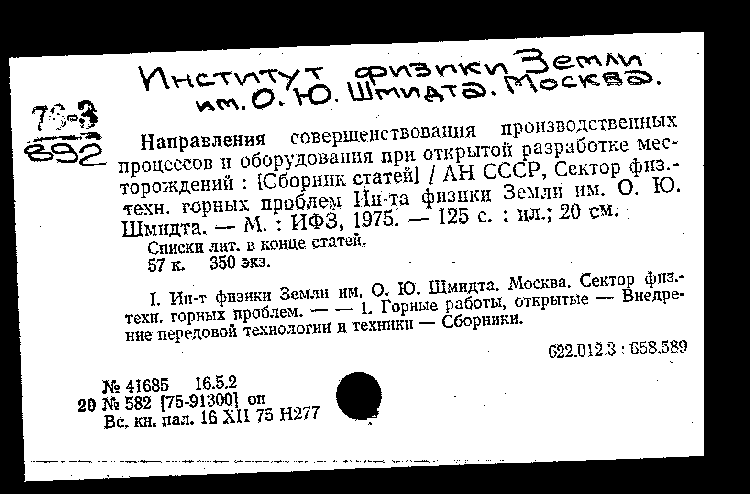 Институт физики Земли
им. О. Ю. Шмидта. Москва.
76-3
892
Направления совершенствования производственных
процессов и оборудования при открытой разработке мес-
торождений : [Сборник статей] / АН СССР, Сектор физ.-
техн. горных проблем Ин-та физики Земли им. О. Ю.
Шмидта. — М. : ИФЗ, 1975. — 125 с. : ил.; 20 см.
Списки лит. в конце статей.
57 к. 350 экз.
I. Ин-т физики Земли им. О. Ю. Шмидта. Москва. Сектор физ.-
техн. горных проблем. — — 1. Горные работы, открытые — Внедре-
ние передовой технологии и техники — Сборники.
622.012.3 : 658.589
№ 41685 16.5.2
20 № 582 [75-91300] оп
Вс. кн. пал. 16 XII 75 Н277